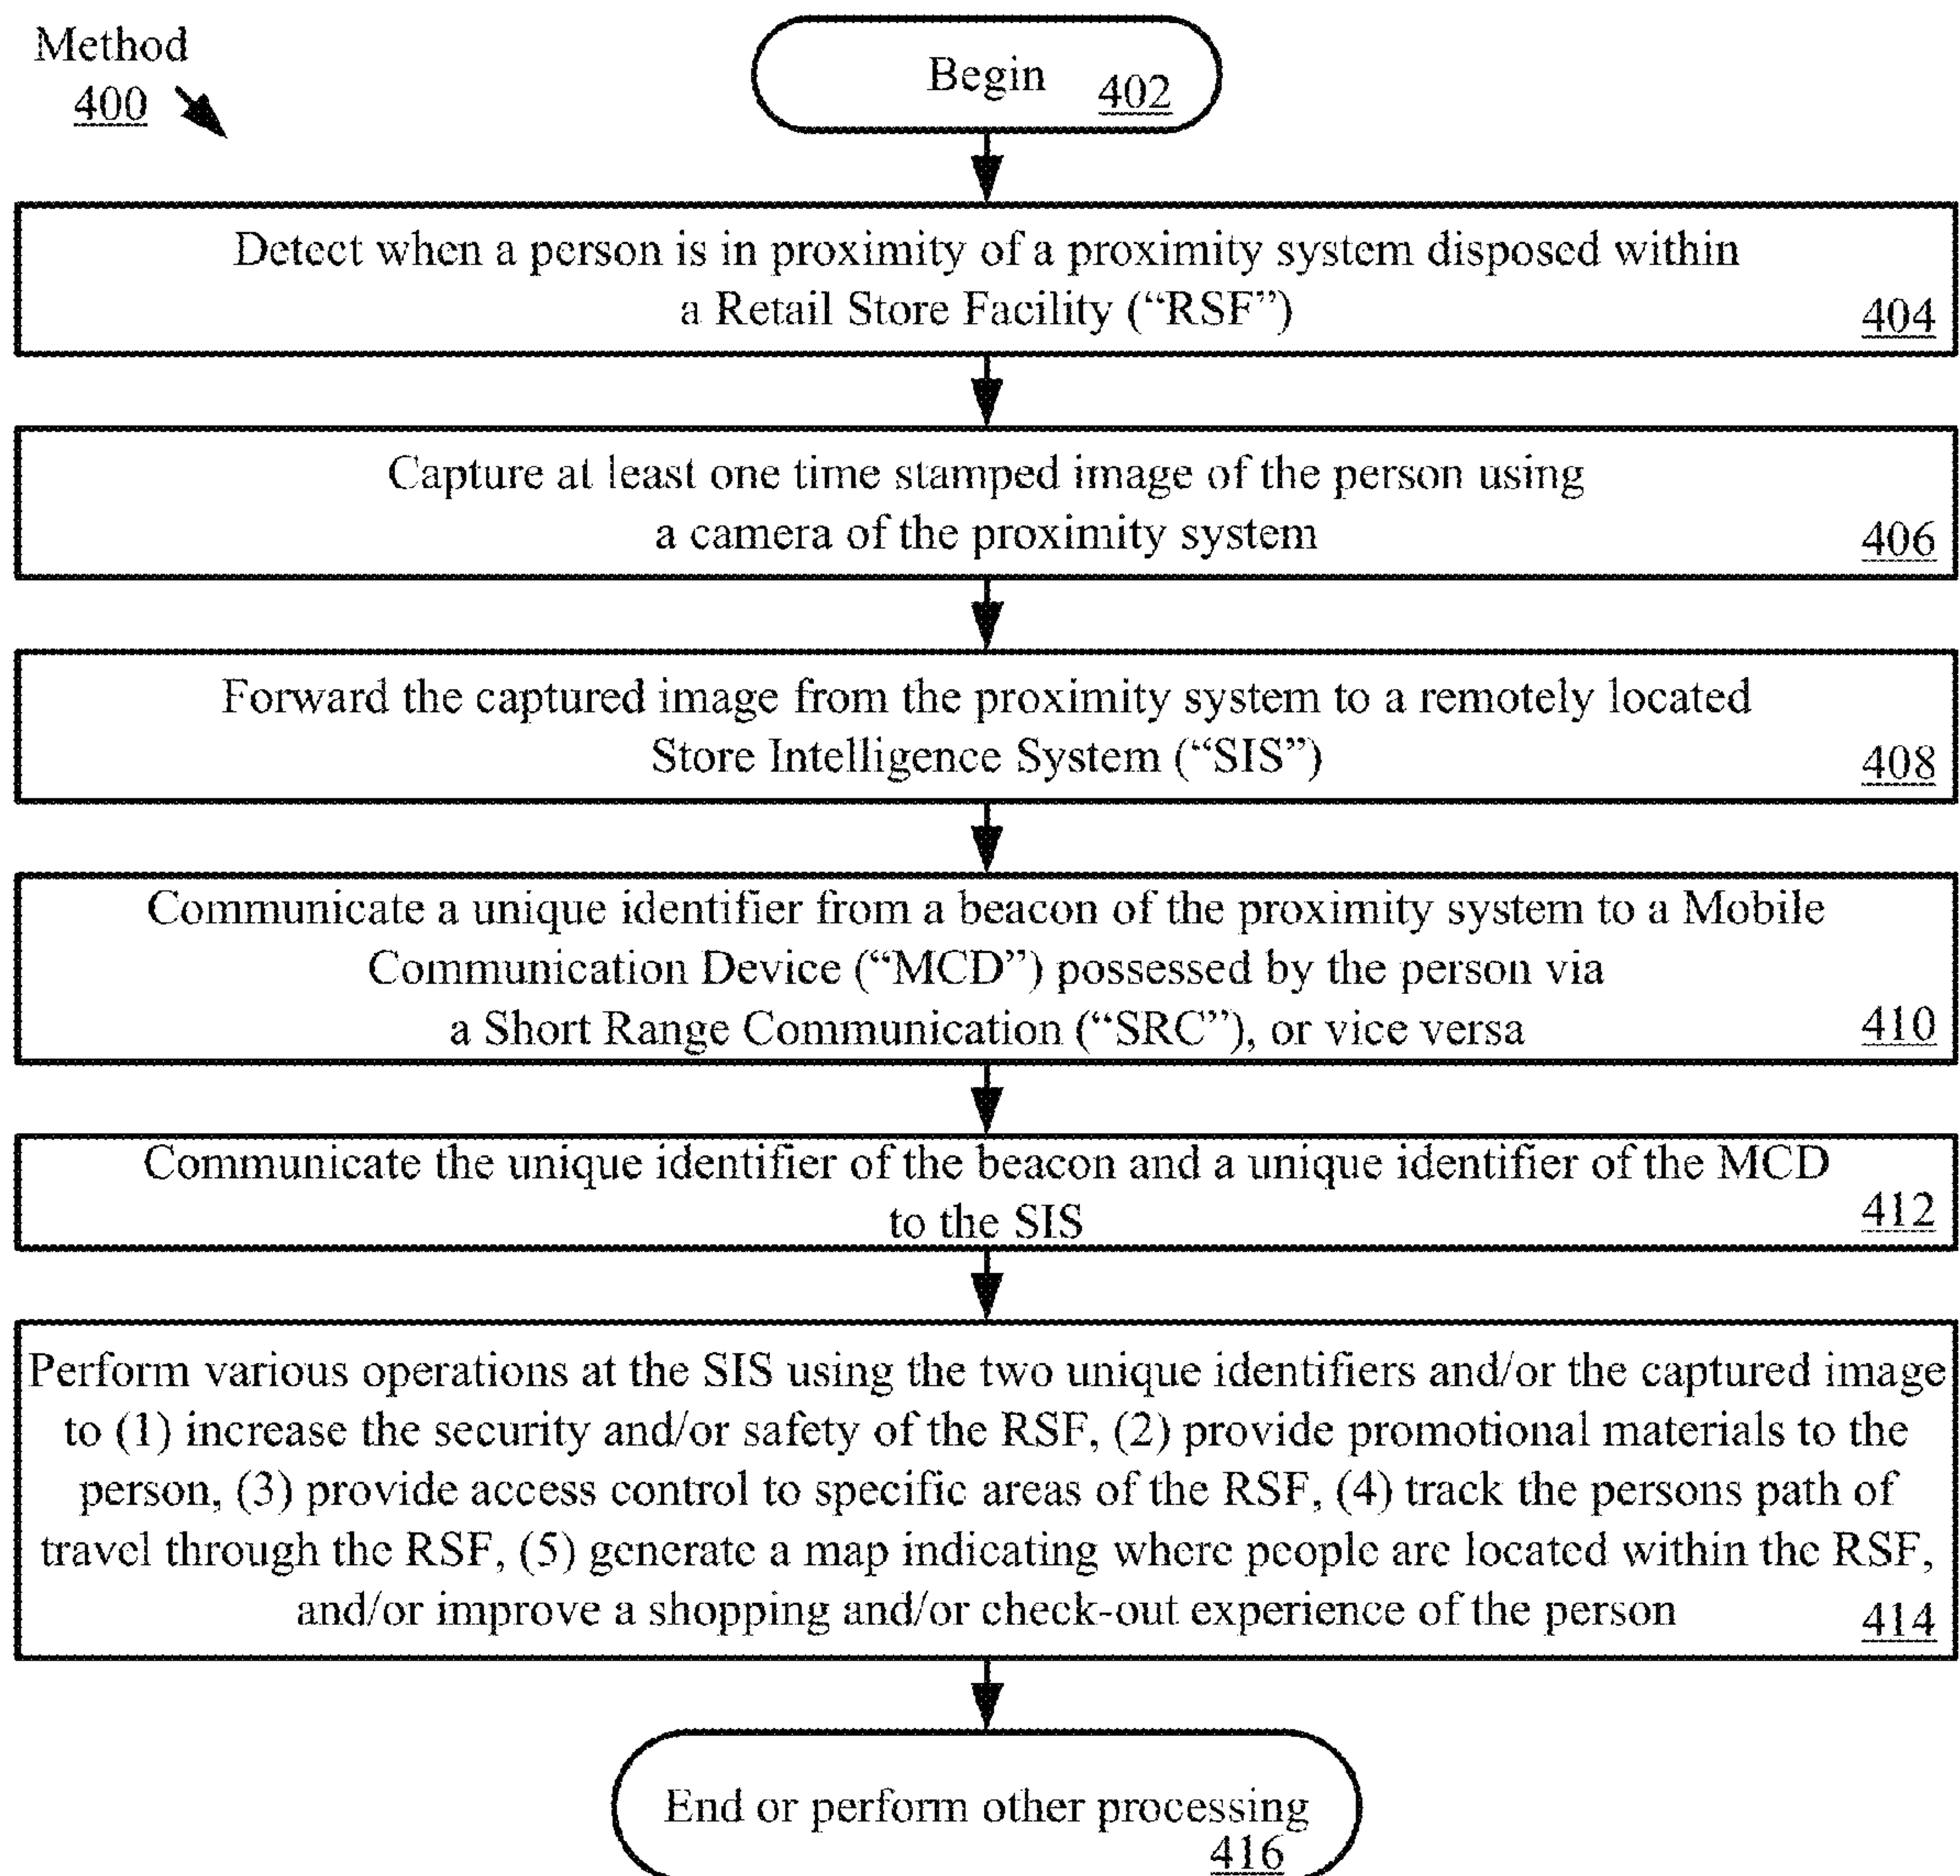 Method
400
Begin 402
Detect when a person is in proximity of a proximity system disposed within
a Retail Store Facility (“RSF”) 404
Capture at least one time stamped image of the person using
a camera of the proximity system 406
Forward the captured image from the proximity system to a remotely located
Store Intelligence System (“SIS”) 408
Communicate a unique identifier from a beacon of the proximity system to a Mobile
Communication Device (“MCD”) possessed by the person via
a Short Range Communication (“SRC”), or vice versa 410
Communicate the unique identifier of the beacon and a unique identifier of the MCD
to the SIS 412
Perform various operations at the SIS using the two unique identifiers and/or the captured image
to (1) increase the security and/or safety of the RSF, (2) provide promotional materials to the
person, (3) provide access control to specific areas of the RSF, (4) track the persons path of
travel through the RSF, (5) generate a map indicating where people are located within the RSF,
and/or improve a shopping and/or check-out experience of the person 414
End or perform other processing
416